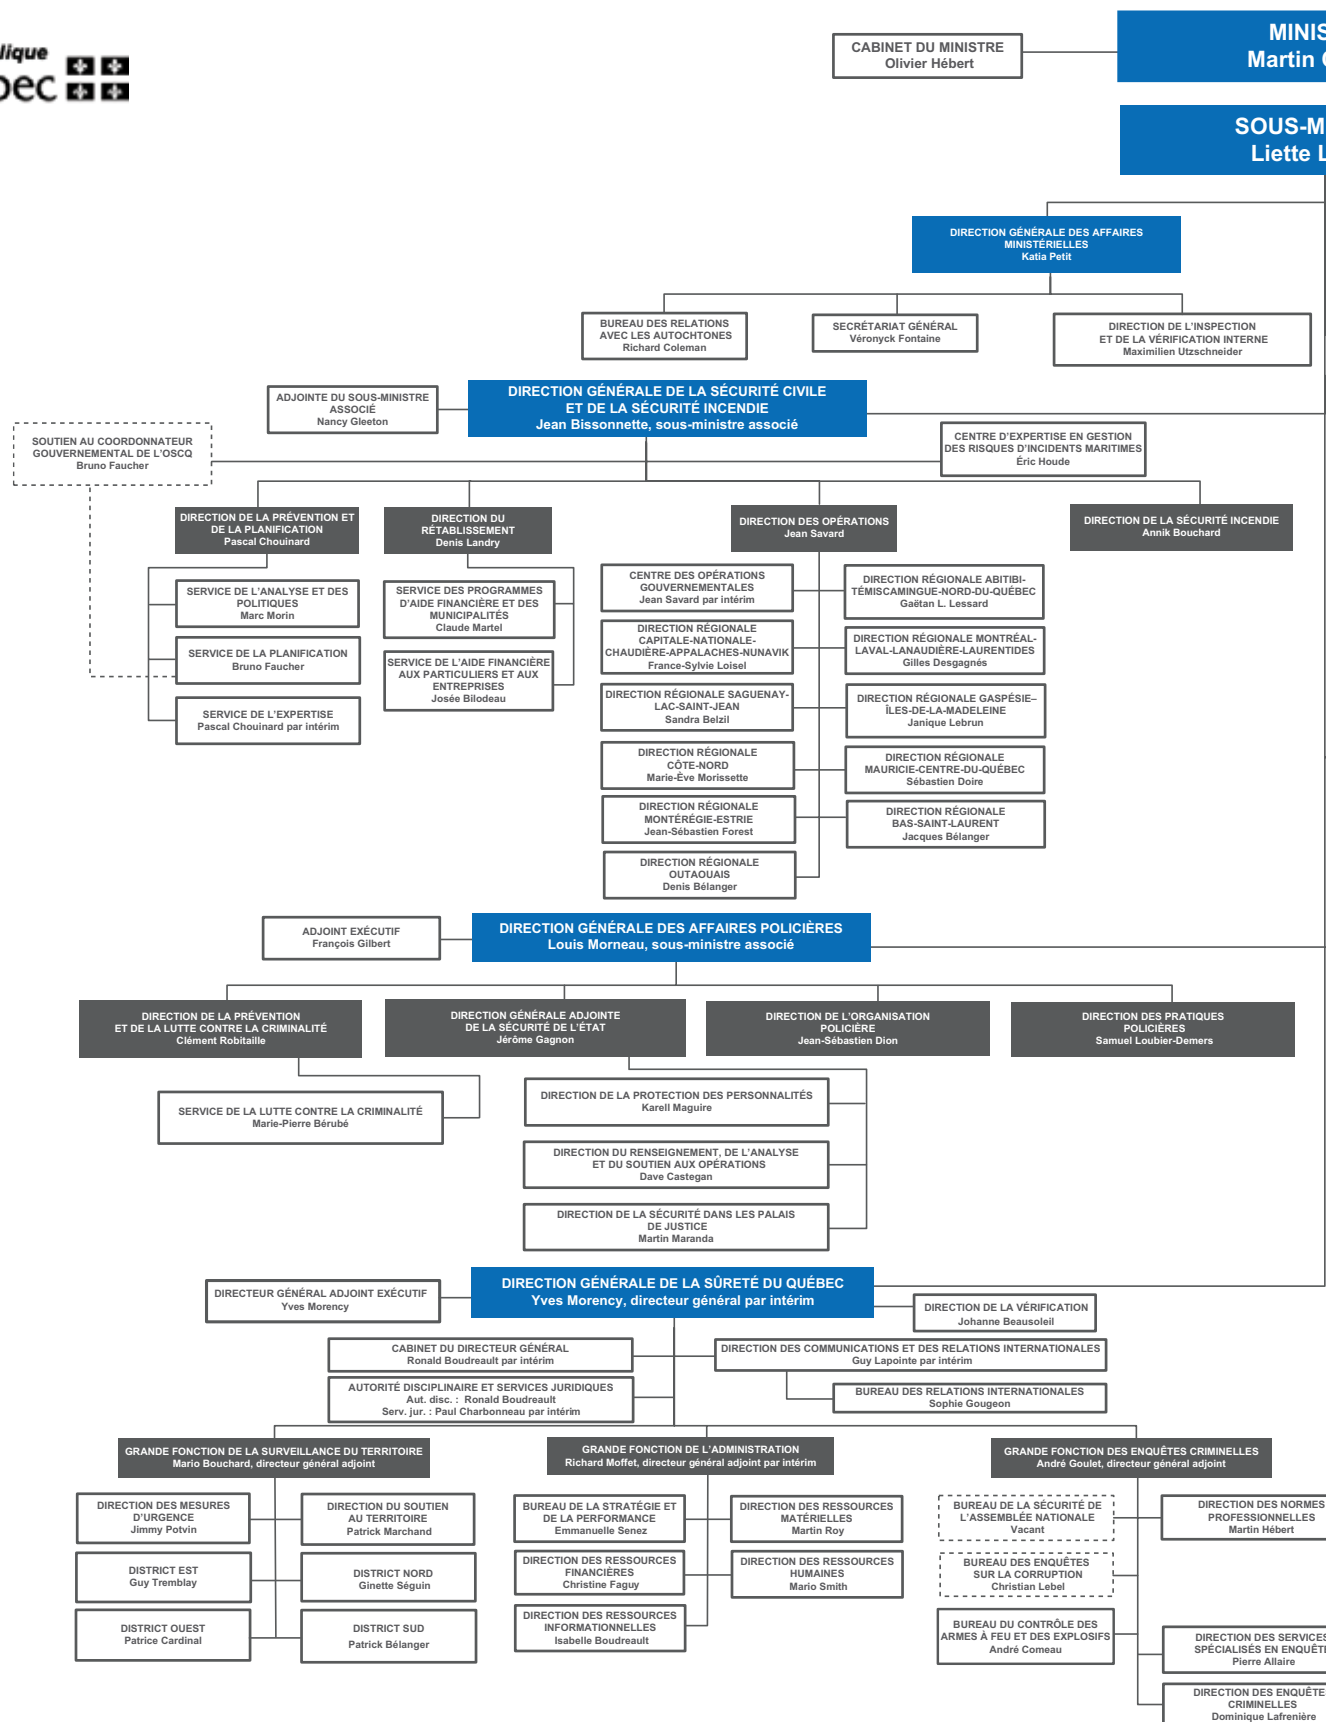 CABINET DU MINISTRE
Olivier Hébert
Martin
Liette
DIRECTION GÉNÉRALE DES AFFAIRES
MINISTÉRIELLES
Katia Petit
BUREAU DES RELATIONS
AVEC LES AUTOCHTONES
Richard Coleman
SECRÉTARIAT GÉNÉRAL
Véronyck Fontaine
DIRECTION DE L'INSPECTION
ET DE LA VÉRIFICATION INTERNE
Maximilien Utzschneider
ADJOINTE DU SOUS-MINISTRE
ASSOCIÉ
Nancy Gleeton
DIRECTION GÉNÉRALE DE LA SÉCURITÉ CIVILE
ET DE LA SÉCURITÉ INCENDIE
Jean Bissonnette, sous-ministre associé
SOUTIEN AU COORDONNATEUR
GOUVERNEMENTAL DE L'OSCQ
Bruno Faucher
CENTRE D'EXPERTISE EN GESTION
DES RISQUES D'INCIDENTS MARITIMES
Éric Houde
DIRECTION DE LA PRÉVENTION ET
DE LA PLANIFICATION
Pascal Chouinard
DIRECTION DU
RÉTABLISSEMENT
Denis Landry
DIRECTION DES OPÉRATIONS
Jean Savard
DIRECTION DE LA SÉCURITÉ INCENDIE
Annik Bouchard
SERVICE DE L'ANALYSE ET DES
POLITIQUES
Marc Morin
SERVICE DE LA PLANIFICATION
Bruno Faucher
SERVICE DE L'EXPERTISE
Pascal Chouinard par intérim
SERVICE DES PROGRAMMES
D'AIDE FINANCIÈRE ET DES
MUNICIPALITÉS
Claude Martel
SERVICE DE L'AIDE FINANCIÈRE
AUX PARTICULIERS ET AUX
ENTREPRISES
Josée Bilodeau
CENTRE DES OPÉRATIONS
GOUVERNEMENTALES
Jean Savard par intérim
DIRECTION RÉGIONALE ABITIBI-
TÉMISCAMINGUE-NORD-DU-QUÉBEC
Gaëtan L. Lessard
DIRECTION RÉGIONALE
CAPITALE-NATIONALE-
CHAUDIÈRE-APPALACHES-NUNAVIK
France-Sylvie Loisel
DIRECTION RÉGIONALE MONTRÉAL-
LAVAL-LANAUDIÈRE-LAURENTIDES
Gilles Desgagnés
DIRECTION RÉGIONALE SAGUENAY-
LAC-SAINT-JEAN
Sandra Belzil
DIRECTION RÉGIONALE GASPÉSIE–
ÎLES-DE-LA-MADELEINE
Janique Lebrun
DIRECTION RÉGIONALE
CÔTE-NORD
Marie-Ève Morissette
DIRECTION RÉGIONALE
MAURICIE-CENTRE-DU-QUÉBEC
Sébastien Doire
DIRECTION RÉGIONALE
MONTÉRÉGIE-ESTRIE
Jean-Sébastien Forest
DIRECTION RÉGIONALE
BAS-SAINT-LAURENT
Jacques Bélanger
DIRECTION RÉGIONALE
OUTAOUAIS
Denis Bélanger
ADJOINT EXÉCUTIF
François Gilbert
DIRECTION GÉNÉRALE DES AFFAIRES POLICIÈRES
Louis Morneau, sous-ministre associé
DIRECTION DE LA PRÉVENTION
ET DE LA LUTTE CONTRE LA CRIMINALITÉ
Clément Robitaille
DIRECTION GÉNÉRALE ADJOINTE
DE LA SÉCURITÉ DE L'ÉTAT
Jérôme Gagnon
DIRECTION DE L'ORGANISATION
POLICIÈRE
Jean-Sébastien Dion
DIRECTION DES PRATIQUES
POLICIÈRES
Samuel Loubier-Demers
SERVICE DE LA LUTTE CONTRE LA CRIMINALITÉ
Marie-Pierre Bérubé
DIRECTION DE LA PROTECTION DES PERSONNALITÉS
Karell Maguire
DIRECTION DU RENSEIGNEMENT, DE L'ANALYSE
ET DU SOUTIEN AUX OPÉRATIONS
Dave Castegan
DIRECTION DE LA SÉCURITÉ DANS LES PALAIS
DE JUSTICE
Martin Maranda
DIRECTEUR GÉNÉRAL ADJOINT EXÉCUTIF
Yves Morency
DIRECTION GÉNÉRALE DE LA SÛRETÉ DU QUÉBEC
Yves Morency, directeur général par intérim
DIRECTION DE LA VÉRIFICATION
Johanne Beausoleil
CABINET DU DIRECTEUR GÉNÉRAL
Ronald Boudreault par intérim
DIRECTION DES COMMUNICATIONS ET DES RELATIONS INTERNATIONALES
Guy Lapointe par intérim
AUTORITÉ DISCIPLINAIRE ET SERVICES JURIDIQUES
Aut. disc. : Ronald Boudreault
Serv. jur. : Paul Charbonneau par intérim
BUREAU DES RELATIONS INTERNATIONALES
Sophie Gougeon
GRANDE FONCTION DE LA SURVEILLANCE DU TERRITOIRE
Mario Bouchard, directeur général adjoint
GRANDE FONCTION DE L'ADMINISTRATION
Richard Moffet, directeur général adjoint par intérim
GRANDE FONCTION DES ENQUÊTES CRIMINELLES
André Goulet, directeur général adjoint
DIRECTION DES MESURES
D'URGENCE
Jimmy Potvin
DIRECTION DU SOUTIEN
AU TERRITOIRE
Patrick Marchand
DISTRICT EST
Guy Tremblay
DISTRICT NORD
Ginette Séguin
DISTRICT OUEST
Patrice Cardinal
DISTRICT SUD
Patrick Bélanger
BUREAU DE LA STRATÉGIE ET
DE LA PERFORMANCE
Emmanuelle Senez
DIRECTION DES RESSOURCES
MATÉRIELLES
Martin Roy
DIRECTION DES RESSOURCES
FINANCIÈRES
Christine Faguy
DIRECTION DES RESSOURCES
HUMAINES
Mario Smith
DIRECTION DES RESSOURCES
INFORMATIONNELLES
Isabelle Boudreault
BUREAU DE LA SÉCURITÉ DE
L'ASSEMBLÉE NATIONALE
Vacant
DIRECTION DES NORMES
PROFESSIONNELLES
Martin Hébert
BUREAU DES ENQUÊTES
SUR LA CORRUPTION
Christian Lebel
BUREAU DU CONTRÔLE DES
ARMES À FEU ET DES EXPLOSIFS
André Comeau
DIRECTION DES SERVICES
SPÉCIALISÉS EN
Pierre Allaire
DIRECTION DES
CRIMINELLES
Dominique Lafrenière